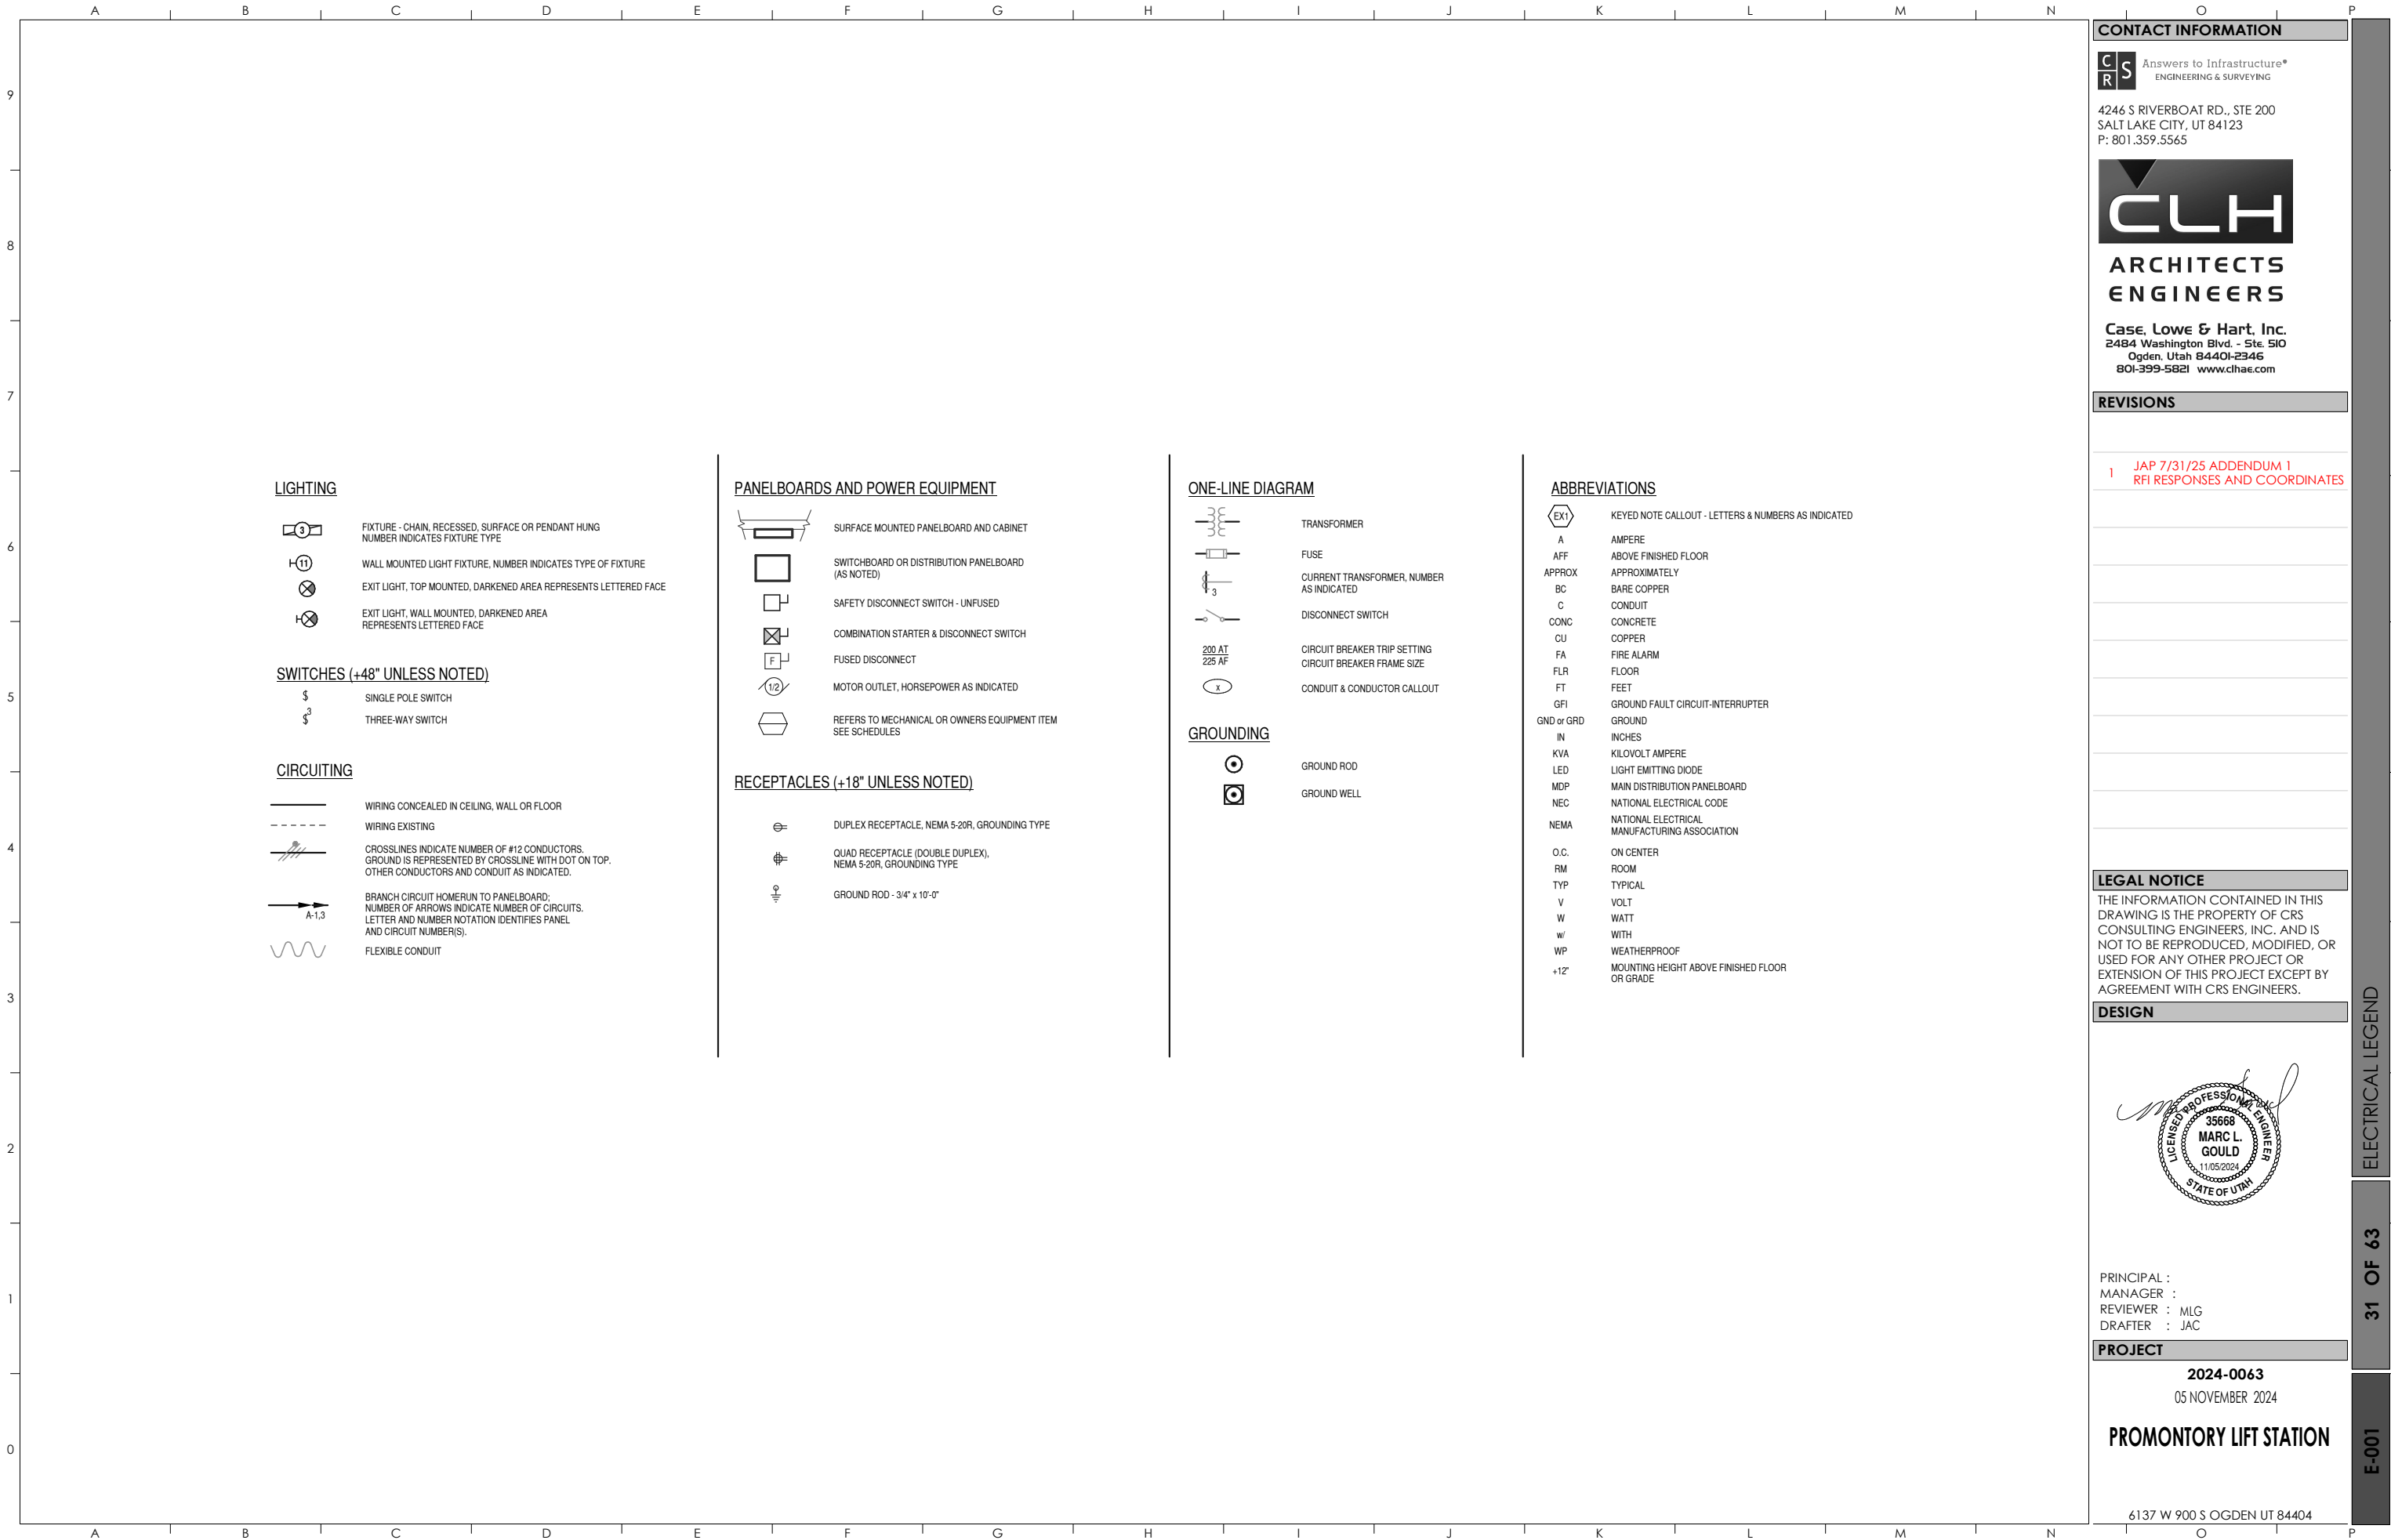 A B C D E F G H I J K L M N O P
9
8
7
6
5
4
3
2
1
0
LIGHTING
3
FIXTURE - CHAIN, RECESSED, SURFACE OR PENDANT HUNG
NUMBER INDICATES FIXTURE TYPE
11
WALL MOUNTED LIGHT FIXTURE, NUMBER INDICATES TYPE OF FIXTURE
EXIT LIGHT, TOP MOUNTED, DARKENED AREA REPRESENTS LETTERED FACE
EXIT LIGHT, WALL MOUNTED, DARKENED AREA
REPRESENTS LETTERED FACE
SWITCHES (+48" UNLESS NOTED)
$ SINGLE POLE SWITCH
$3 THREE-WAY SWITCH
CIRCUITING
WIRING CONCEALED IN CEILING, WALL OR FLOOR
WIRING EXISTING
CROSSLINES INDICATE NUMBER OF #12 CONDUCTORS.
GROUND IS REPRESENTED BY CROSSLINE WITH DOT ON TOP.
OTHER CONDUCTORS AND CONDUIT AS INDICATED.
A-1,3
BRANCH CIRCUIT HOMERUN TO PANELBOARD;
NUMBER OF ARROWS INDICATE NUMBER OF CIRCUITS.
LETTER AND NUMBER NOTATION IDENTIFIES PANEL
AND CIRCUIT NUMBER(S).
FLEXIBLE CONDUIT
PANELBOARDS AND POWER EQUIPMENT
SURFACE MOUNTED PANELBOARD AND CABINET
SWITCHBOARD OR DISTRIBUTION PANELBOARD
(AS NOTED)
SAFETY DISCONNECT SWITCH - UNFUSED
COMBINATION STARTER & DISCONNECT SWITCH
F FUSED DISCONNECT
1/2 MOTOR OUTLET, HORSEPOWER AS INDICATED
REFERS TO MECHANICAL OR OWNERS EQUIPMENT ITEM
SEE SCHEDULES
RECEPTACLES (+18" UNLESS NOTED)
DUPLEX RECEPTACLE, NEMA 5-20R, GROUNDING TYPE
QUAD RECEPTACLE (DOUBLE DUPLEX),
NEMA 5-20R, GROUNDING TYPE
GROUND ROD - 3/4" x 10'-0"
ONE-LINE DIAGRAM
TRANSFORMER
FUSE
3
CURRENT TRANSFORMER, NUMBER
AS INDICATED
DISCONNECT SWITCH
200 AT CIRCUIT BREAKER TRIP SETTING
225 AF CIRCUIT BREAKER FRAME SIZE
X CONDUIT & CONDUCTOR CALLOUT
GROUNDING
GROUND ROD
GROUND WELL
ABBREVIATIONS
EX1 KEYED NOTE CALLOUT - LETTERS & NUMBERS AS INDICATED
A AMPERE
AFF ABOVE FINISHED FLOOR
APPROX APPROXIMATELY
BC BARE COPPER
C CONDUIT
CONC CONCRETE
CU COPPER
FA FIRE ALARM
FLR FLOOR
FT FEET
GFI GROUND FAULT CIRCUIT-INTERRUPTER
GND or GRD GROUND
IN INCHES
KVA KILOVOLT AMPERE
LED LIGHT EMITTING DIODE
MDP MAIN DISTRIBUTION PANELBOARD
NEC NATIONAL ELECTRICAL CODE
NEMA NATIONAL ELECTRICAL
MANUFACTURING ASSOCIATION
O.C. ON CENTER
RM ROOM
TYP TYPICAL
V VOLT
W WATT
w/ WITH
WP WEATHERPROOF
+12" MOUNTING HEIGHT ABOVE FINISHED FLOOR
OR GRADE
A B C D E F G H I J K L M N O P
CONTACT INFORMATION
CRS Answers to Infrastructure®
ENGINEERING & SURVEYING
4246 S RIVERBOAT RD., STE 200
SALT LAKE CITY, UT 84123
P: 801.359.5565
CLH
ARCHITECTS
ENGINEERS
Case, Lowe & Hart, Inc.
2484 Washington Blvd. - Ste. 510
Ogden, Utah 84401-2346
801-399-5821 www.clhae.com
REVISIONS
1 JAP 7/31/25 ADDENDUM 1
RFI RESPONSES AND COORDINATES
LEGAL NOTICE
THE INFORMATION CONTAINED IN THIS
DRAWING IS THE PROPERTY OF CRS
CONSULTING ENGINEERS, INC. AND IS
NOT TO BE REPRODUCED, MODIFIED, OR
USED FOR ANY OTHER PROJECT OR
EXTENSION OF THIS PROJECT EXCEPT BY
AGREEMENT WITH CRS ENGINEERS.
DESIGN
LICENSED PROFESSIONAL ENGINEER
35668
MARC L.
GOULD
11/05/2024
STATE OF UTAH
PRINCIPAL :
MANAGER :
REVIEWER : MLG
DRAFTER : JAC
PROJECT
2024-0063
05 NOVEMBER 2024
PROMONTORY LIFT STATION
6137 W 900 S OGDEN UT 84404
ELECTRICAL LEGEND
31 OF 63
E-001